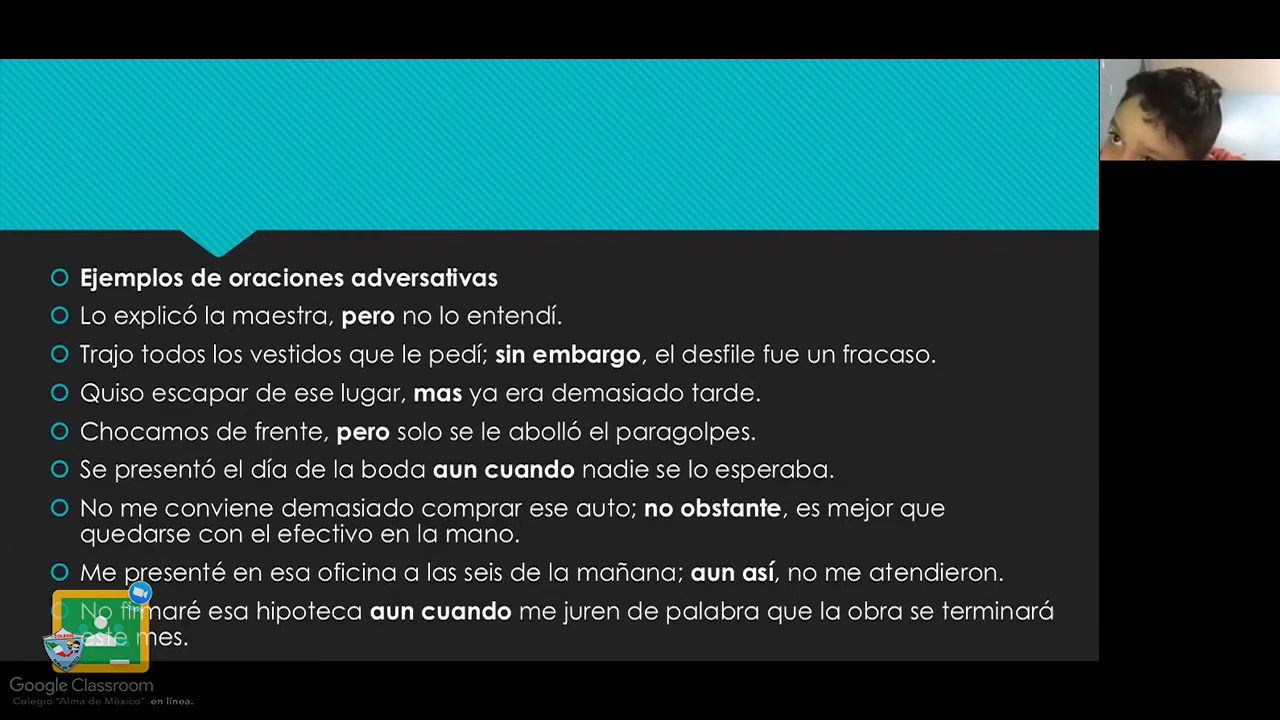 Ejemplos de oraciones adversativas
Lo explicó la maestra, pero no lo entendí.
Trajo todos los vestidos que le pedí; sin embargo, el desfile fue un fracaso.
Quiso escapar de ese lugar, mas ya era demasiado tarde.
Chocamos de frente, pero solo se le abolló el paragolpes.
Se presentó el día de la boda aun cuando nadie se lo esperaba.
No me conviene demasiado comprar ese auto; no obstante, es mejor que
quedarse con el efectivo en la mano.
Me presenté en esa oficina a las seis de la mañana; aun así, no me atendieron.
No firmaré esa hipoteca aun cuando me juren de palabra que la obra se terminará
este mes.
Google Classroom
Colegio "Alma de México" en línea.